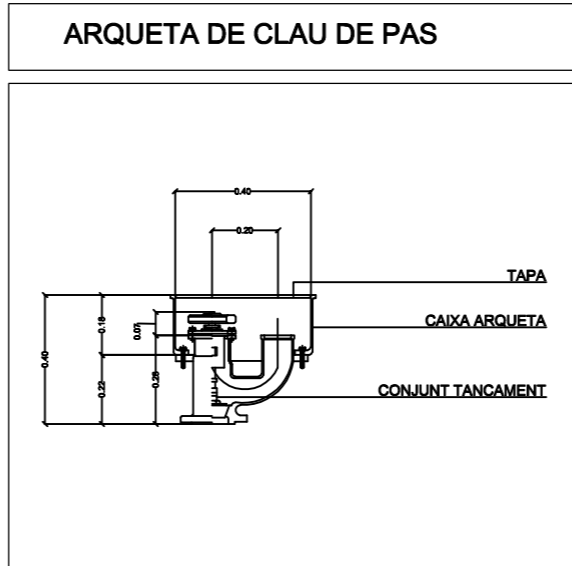 ARQUETA DE CLAU DE PAS
0.40
0.20
TAPA
CAIXA ARQUETA
CONJUNT TANCAMENT
0.40
0.18
0.22
0.07
0.26